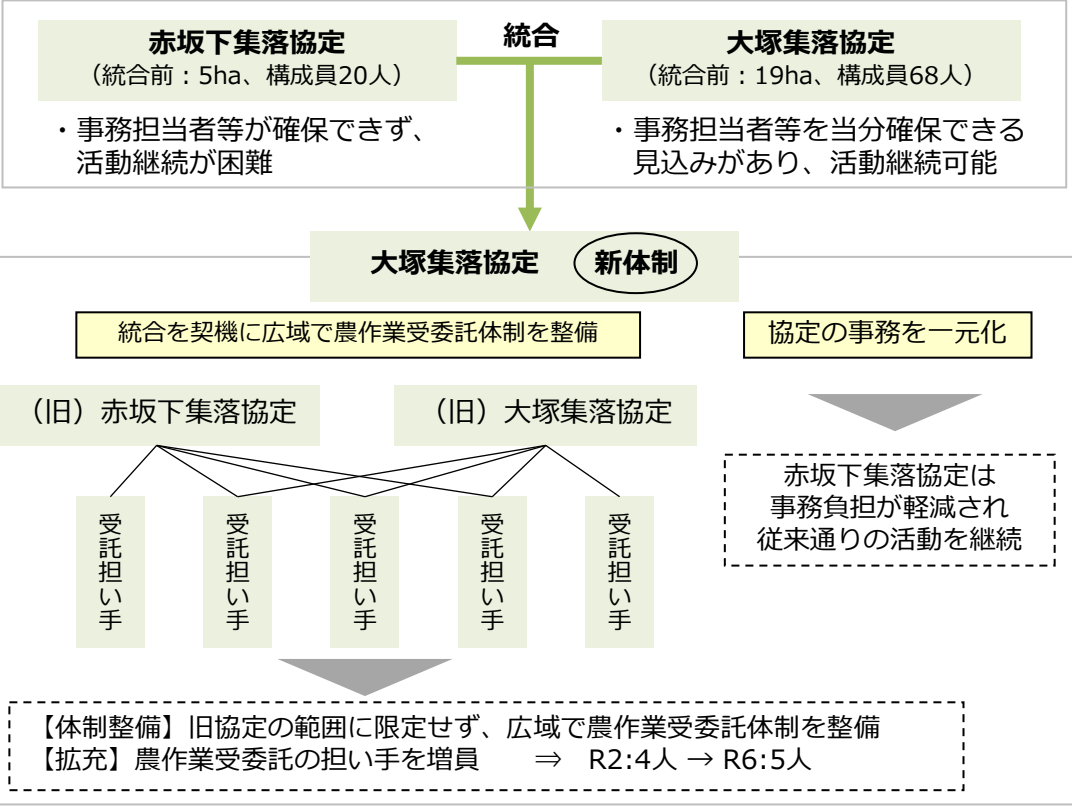 赤坂下集落協定
（統合前：5ha、構成員20人）
統合
大塚集落協定
（統合前：19ha、構成員68人）
・事務担当者等が確保できず、
活動継続が困難
・事務担当者等を当分確保できる
見込みがあり、活動継続可能
大塚集落協定
新体制
統合を契機に広域で農作業受委託体制を整備
協定の事務を一元化
（旧）赤坂下集落協定
（旧）大塚集落協定
受託担い手
受託担い手
受託担い手
受託担い手
受託担い手
赤坂下集落協定は
事務負担が軽減され
従来通りの活動を継続
【体制整備】旧協定の範囲に限定せず、広域で農作業受委託体制を整備
【拡充】農作業受委託の担い手を増員　⇒　R2:4人 → R6:5人